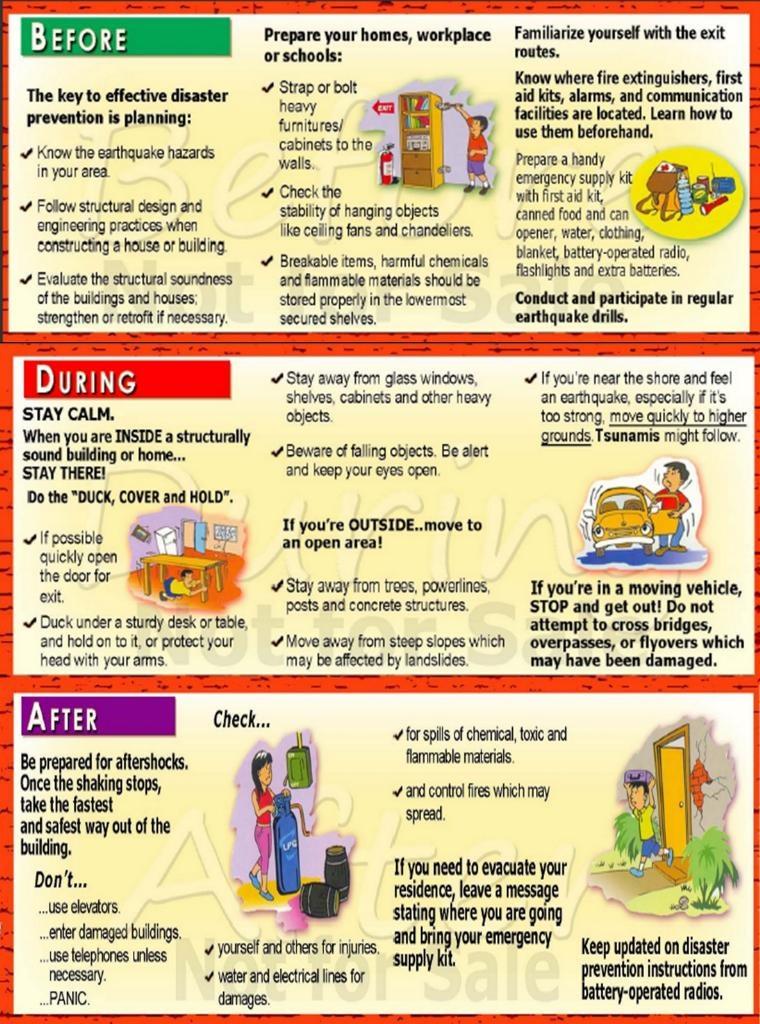 BEFORE
The key to effective disaster
prevention is planning:
✔ Know the earthquake hazards
in your area.
✔ Follow structural design and
engineering practices when
constructing a house or building.
✔ Evaluate the structural soundness
of the buildings and houses;
strengthen or retrofit if necessary.
Prepare your homes, workplace
or schools:
✔ Strap or bolt
heavy
furnitures/
cabinets to the
walls.
EXIT
✔ Check the
stability of hanging objects
like ceiling fans and chandeliers.
✔ Breakable items, harmful chemicals
and flammable materials should be
stored properly in the lowermost
secured shelves.
Familiarize yourself with the exit
routes.
Know where fire extinguishers, first
aid kits, alarms, and communication
facilities are located. Learn how to
use them beforehand.
Prepare a handy
emergency supply kit
with first aid kit,
canned food and can
opener, water, clothing,
blanket, battery-operated radio,
flashlights and extra batteries.
Conduct and participate in regular
earthquake drills.
Before
Not for Sale
DURING
STAY CALM.
When you are INSIDE a structurally
sound building or home...
STAY THERE!
Do the "DUCK, COVER and HOLD".
✔ If possible
quickly open
the door for
exit.
✔ Duck under a sturdy desk or table,
and hold on to it, or protect your
head with your arms.
✔ Stay away from glass windows,
shelves, cabinets and other heavy
objects.
✔ Beware of falling objects. Be alert
and keep your eyes open.
If you're OUTSIDE..move to
an open area!
✔ Stay away from trees, powerlines,
posts and concrete structures.
✔ Move away from steep slopes which
may be affected by landslides.
✔ If you're near the shore and feel
an earthquake, especially if it's
too strong, move quickly to higher
grounds. Tsunamis might follow.
If you're in a moving vehicle,
STOP and get out! Do not
attempt to cross bridges,
overpasses, or flyovers which
may have been damaged.
During
Not for Sale
AFTER
Be prepared for aftershocks.
Once the shaking stops,
take the fastest
and safest way out of the
building.
Don't...
...use elevators.
...enter damaged buildings.
...use telephones unless
necessary.
...PANIC.
Check...
LPG
✔ yourself and others for injuries.
✔ water and electrical lines for
damages.
✔ for spills of chemical, toxic and
flammable materials.
✔ and control fires which may
spread.
If you need to evacuate your
residence, leave a message
stating where you are going
and bring your emergency
supply kit.
Keep updated on disaster
prevention instructions from
battery-operated radios.
After
Not for Sale